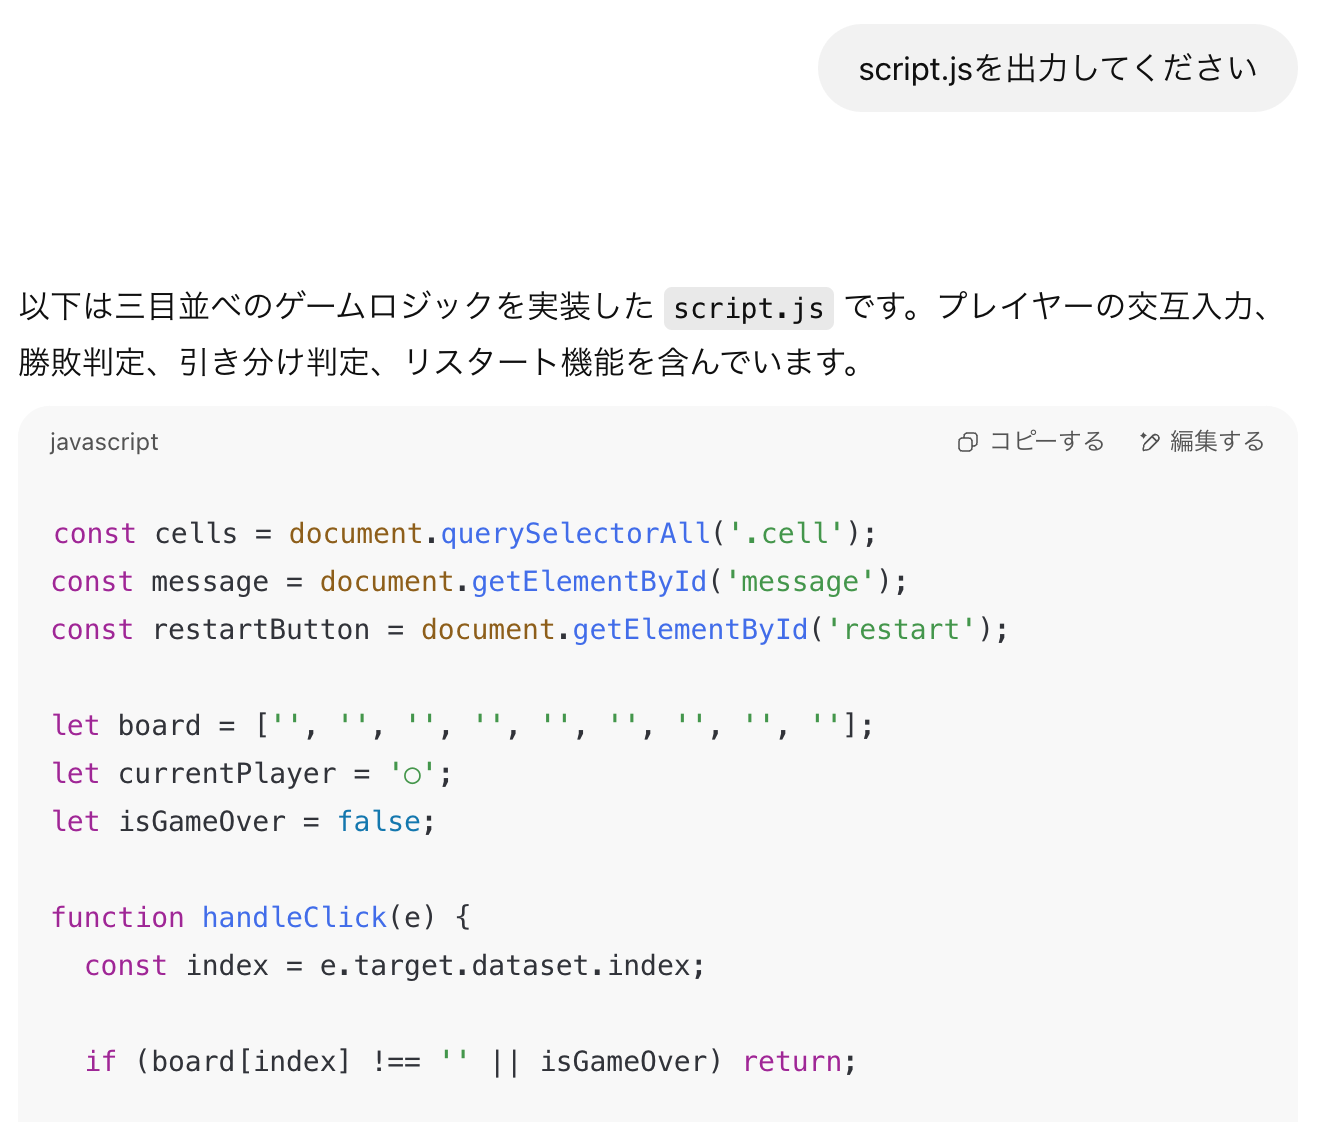 script.jsを出力してください
以下は三目並べのゲームロジックを実装した script.js です。プレイヤーの交互入力、
勝敗判定、引き分け判定、リスタート機能を含んでいます。
javascript コピーする 編集する
const cells = document.querySelectorAll('.cell');
const message = document.getElementById('message');
const restartButton = document.getElementById('restart');
let board = ['', '', '', '', '', '', '', '', ''];
let currentPlayer = '○';
let isGameOver = false;
function handleClick(e) {
  const index = e.target.dataset.index;
  if (board[index] !== '' || isGameOver) return;